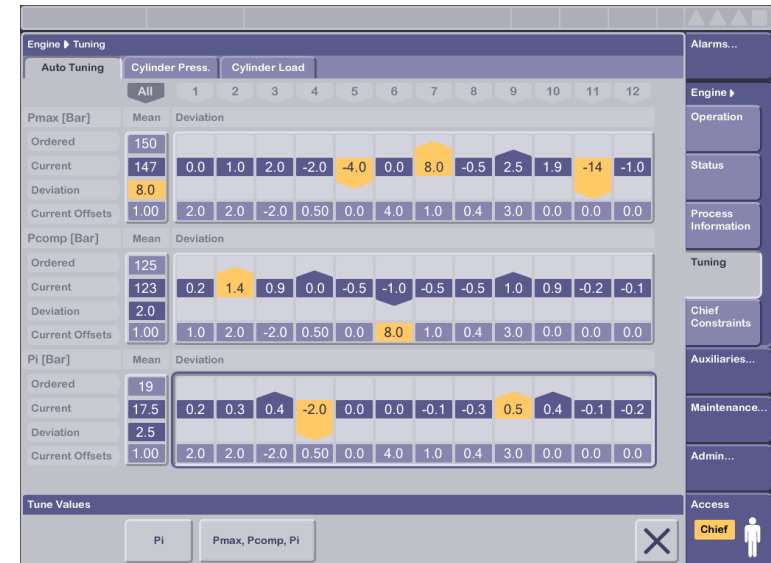 Engine Tuning
Auto Tuning Cylinder Press. Cylinder Load
All 1 2 3 4 5 6 7 8 9 10 11 12
Pmax [Bar] Mean Deviation
Ordered 150
Current 147 0.0 1.0 2.0 -2.0 -4.0 0.0 8.0 -0.5 2.5 1.9 -14 -1.0
Deviation 8.0
Current Offsets 1.00 2.0 2.0 -2.0 0.50 0.0 4.0 1.0 0.4 3.0 0.0 0.0 0.0
Pcomp [Bar] Mean Deviation
Ordered 125
Current 123 0.2 1.4 0.9 0.0 -0.5 -1.0 -0.5 -0.5 1.0 0.9 -0.2 -0.1
Deviation 2.0
Current Offsets 1.00 1.0 2.0 -2.0 0.50 0.0 8.0 1.0 0.4 3.0 0.0 0.0 0.0
Pi [Bar] Mean Deviation
Ordered 19
Current 17.5 0.2 0.3 0.4 -2.0 0.0 0.0 -0.1 -0.3 0.5 0.4 -0.1 -0.2
Deviation 2.5
Current Offsets 1.00 2.0 2.0 -2.0 0.50 0.0 4.0 1.0 0.4 3.0 0.0 0.0 0.0
Tune Values
Pi Pmax, Pcomp, Pi
Alarms...
Engine
Operation
Status
Process
Information
Tuning
Chief
Constraints
Auxiliaries...
Maintenance...
Admin...
Access
Chief